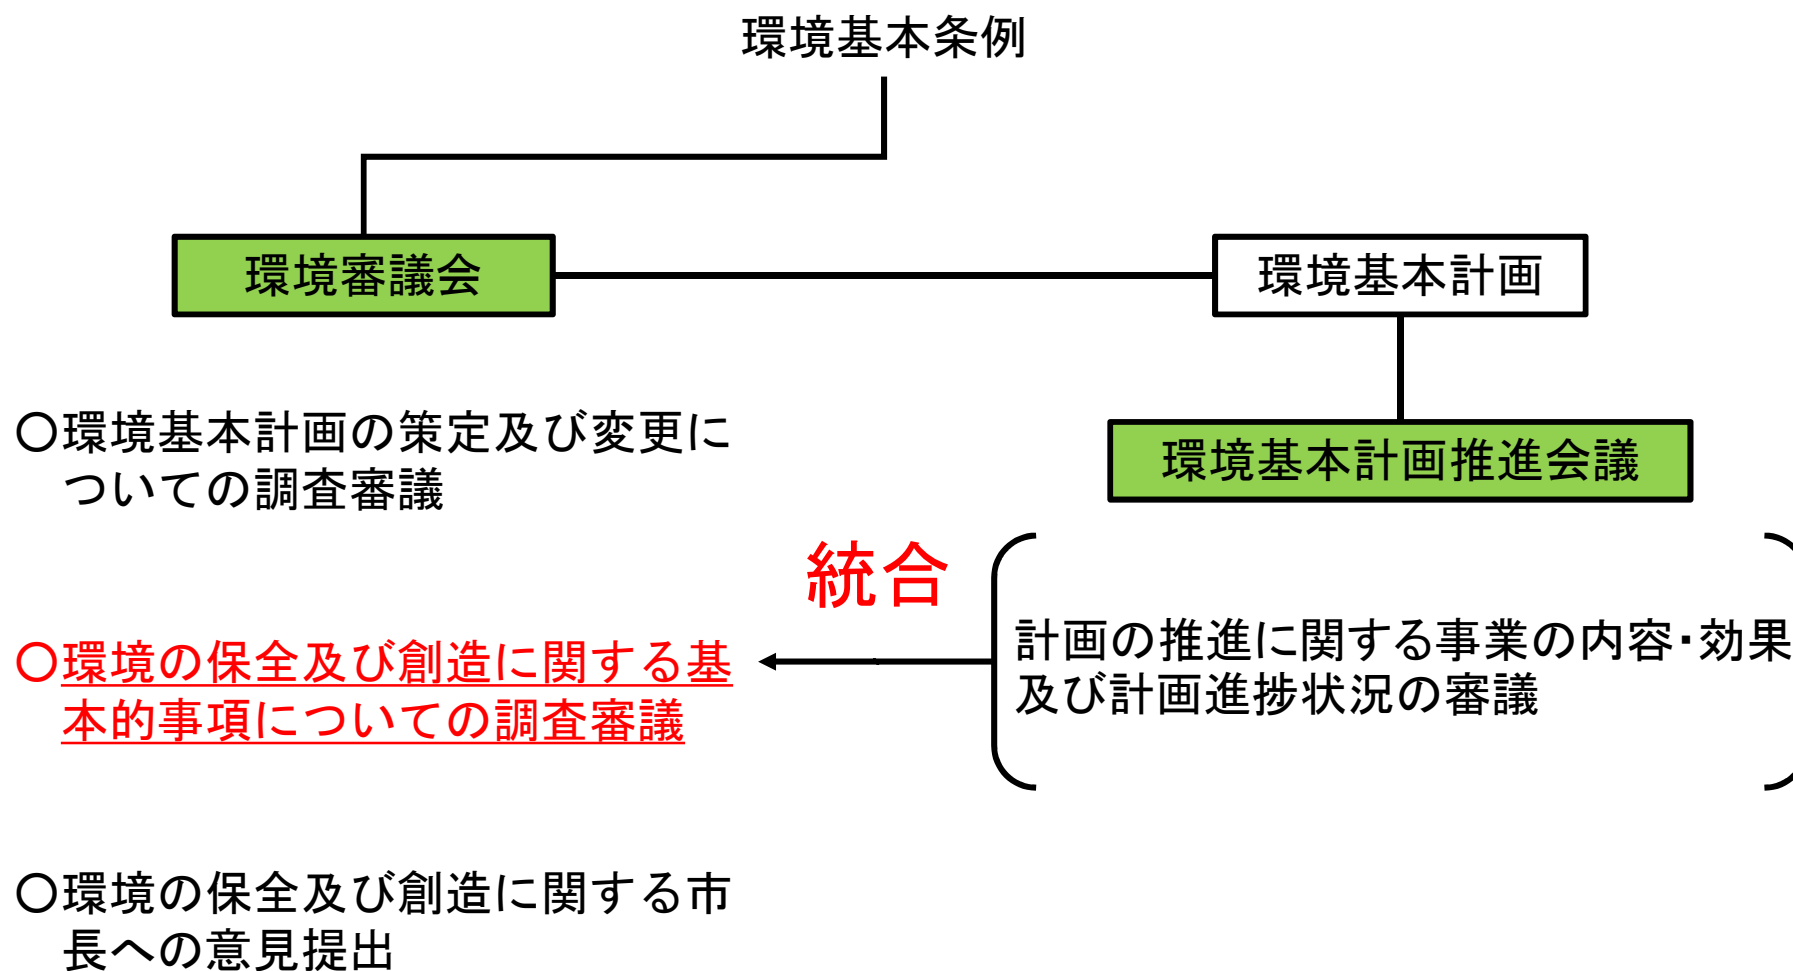 環境基本条例
環境審議会
環境基本計画
〇環境基本計画の策定及び変更に
ついての調査審議
環境基本計画推進会議
統合
〇環境の保全及び創造に関する基
本的事項についての調査審議
計画の推進に関する事業の内容・効果
及び計画進捗状況の審議
〇環境の保全及び創造に関する市
長への意見提出